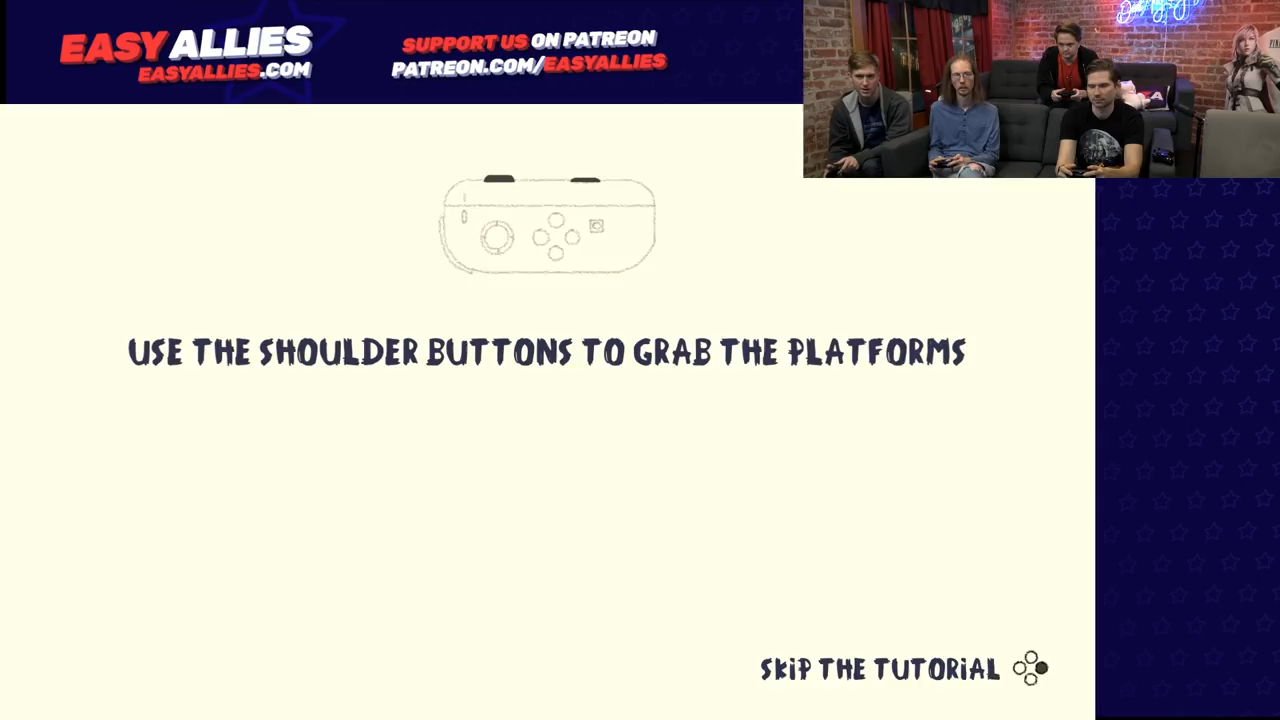 EASY ALLIES
EASYALLIES.COM
SUPPORT US ON PATREON
PATREON.COM/EASYALLIES
USE THE SHOULDER BUTTONS TO GRAB THE PLATFORMS
SKIP THE TUTORIAL